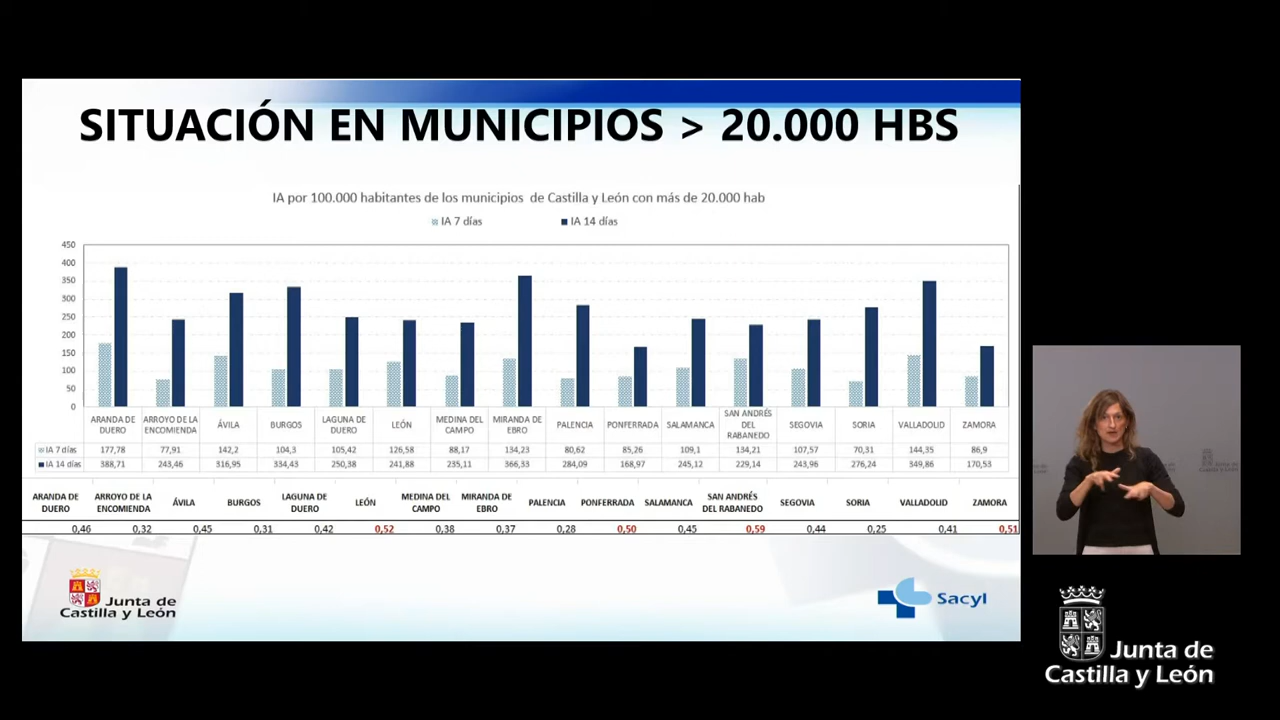 SITUACIÓN EN MUNICIPIOS > 20.000 HBS
IA por 100.000 habitantes de los municipios de Castilla y León con más de 20.000 hab
IA 7 días IA 14 días
450
400
350
300
250
200
150
100
50
0
ARANDA DE DUERO ARROYO DE LA ENCOMIENDA ÁVILA BURGOS LAGUNA DE DUERO LEÓN MEDINA DEL CAMPO MIRANDA DE EBRO PALENCIA PONFERRADA SALAMANCA SAN ANDRÉS DEL RABANEDO SEGOVIA SORIA VALLADOLID ZAMORA
IA 7 días 177,78 77,91 142,2 104,3 105,42 126,58 88,17 134,23 80,62 85,26 109,1 134,21 107,57 70,31 144,35 86,9
IA 14 días 388,71 243,46 316,95 334,43 250,38 241,88 235,11 366,33 284,09 168,97 245,12 229,14 243,96 276,24 349,86 170,53
ARANDA DE DUERO ARROYO DE LA ENCOMIENDA ÁVILA BURGOS LAGUNA DE DUERO LEÓN MEDINA DEL CAMPO MIRANDA DE EBRO PALENCIA PONFERRADA SALAMANCA SAN ANDRÉS DEL RABANEDO SEGOVIA SORIA VALLADOLID ZAMORA
0,46 0,32 0,45 0,31 0,42 0,52 0,38 0,37 0,28 0,50 0,45 0,59 0,44 0,25 0,41 0,51
Junta de
Castilla y León
Sacyl
Junta de
Castilla y León